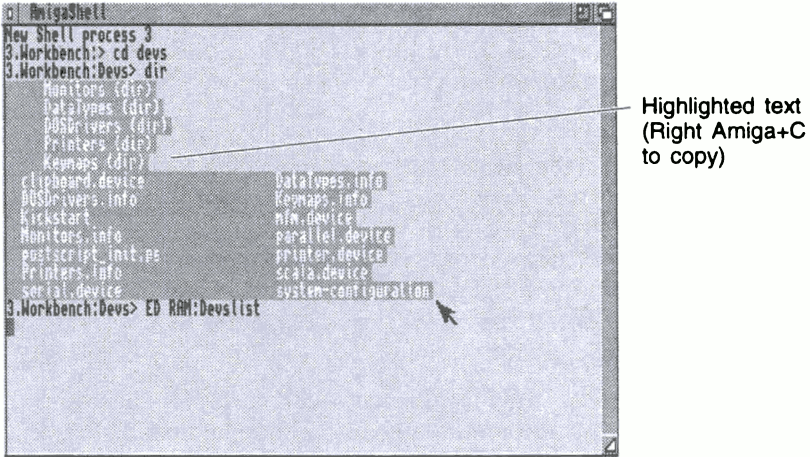 AmigaShell
New Shell process 3
3.Workbench:> cd devs
3.Workbench:Devs> dir
Monitors (dir)
DataTypes (dir)
DOSDrivers (dir)
Printers (dir)
Keymaps (dir)
clipboard.device DataTypes.info
DOSDrivers.info Keymaps.info
Kickstart mfm.device
Monitors.info parallel.device
postscript_init.ps printer.device
Printers.info scala.device
serial.device system-configuration
3.Workbench:Devs> ED RAM:Devslist
Highlighted text
(Right Amiga+C
to copy)